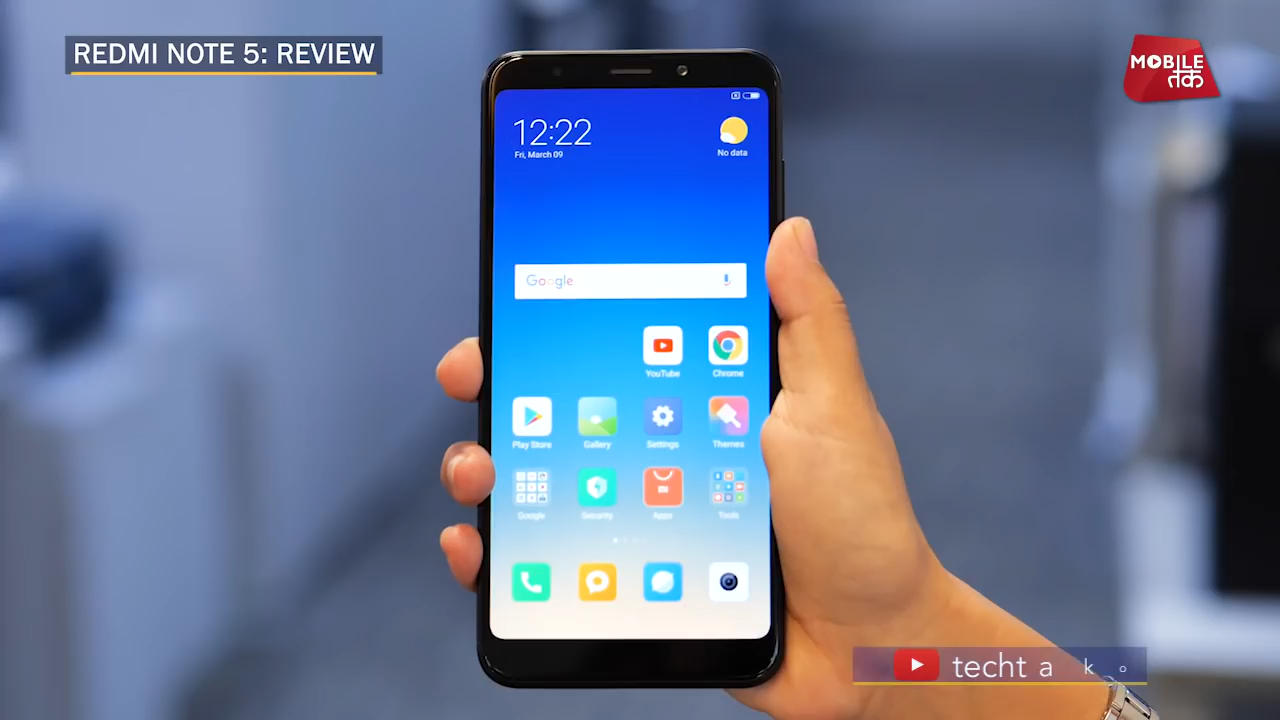 REDMI NOTE 5: REVIEW
MOBILE
तक
12:22
Fri, March 09
No data
Google
YouTube
Chrome
Play Store
Gallery
Settings
Themes
Google
Security
Apps
Tools
techt a k o